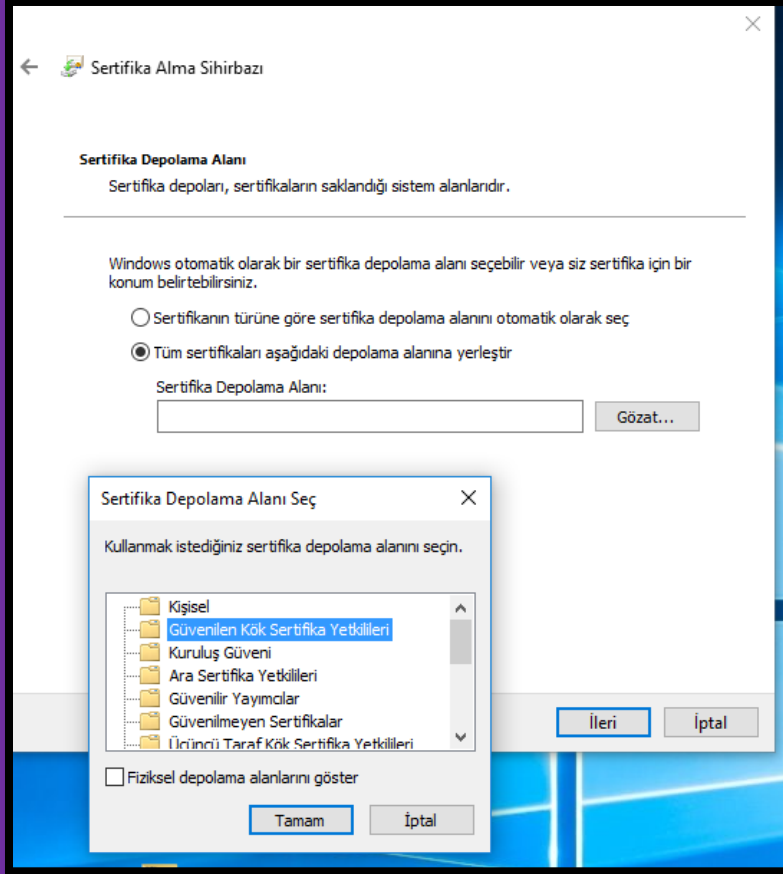 Sertifika Alma Sihirbazı
Sertifika Depolama Alanı
Sertifika depoları, sertifikaların saklandığı sistem alanlarıdır.
Windows otomatik olarak bir sertifika depolama alanı seçebilir veya siz sertifika için bir
konum belirtebilirsiniz.
Sertifikanın türüne göre sertifika depolama alanını otomatik olarak seç
Tüm sertifikaları aşağıdaki depolama alanına yerleştir
Sertifika Depolama Alanı:
Gözat...
Sertifika Depolama Alanı Seç
Kullanmak istediğiniz sertifika depolama alanını seçin.
Kişisel
Güvenilen Kök Sertifika Yetkilileri
Kuruluş Güveni
Ara Sertifika Yetkilileri
Güvenilir Yayımcılar
Güvenilmeyen Sertifikalar
Üçüncü Taraf Kök Sertifika Yetkilileri
Fiziksel depolama alanlarını göster
Tamam
İptal
İleri
İptal